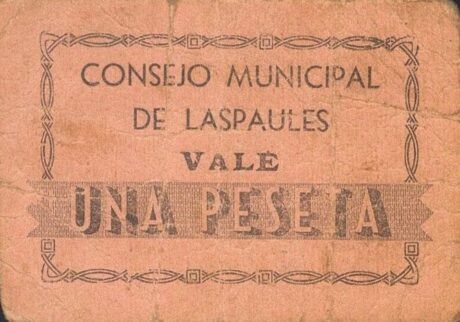 CONSEJO MUNICIPAL
DE LASPAULES
VALE
UNA PESETA